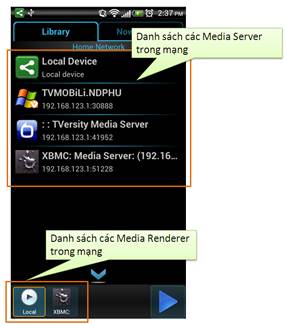 2:37 PM
Library
No
Home Network
Danh sách các Media Server
trong mạng
Local Device
Local device
TVMOBiLi.NDPHU
192.168.123.1:30888
: : TVersity Media Server
192.168.123.1:41952
XBMC: Media Server: (192.16...
192.168.123.1:51228
Danh sách các Media Renderer
trong mạng
Local
XBMC: